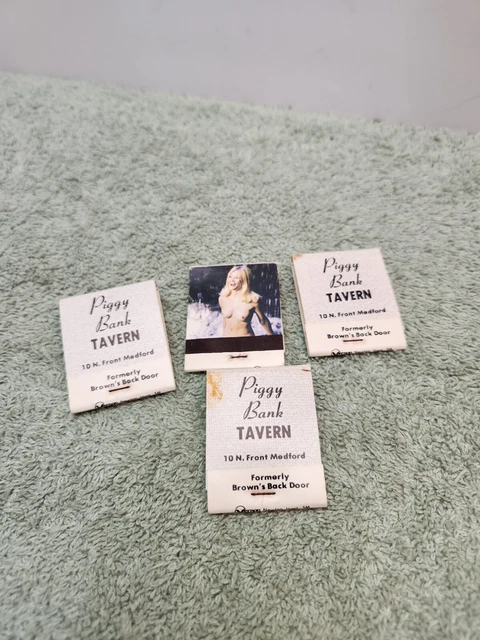 Piggy
Bank
TAVERN
10 N. Front Medford
Formerly
Brown's Back Door
Piggy
Bank
TAVERN
10 N. Front Medford
Formerly
Brown's Back Door
Piggy
Bank
TAVERN
10 N. Front Medford
Formerly
Brown's Back Door